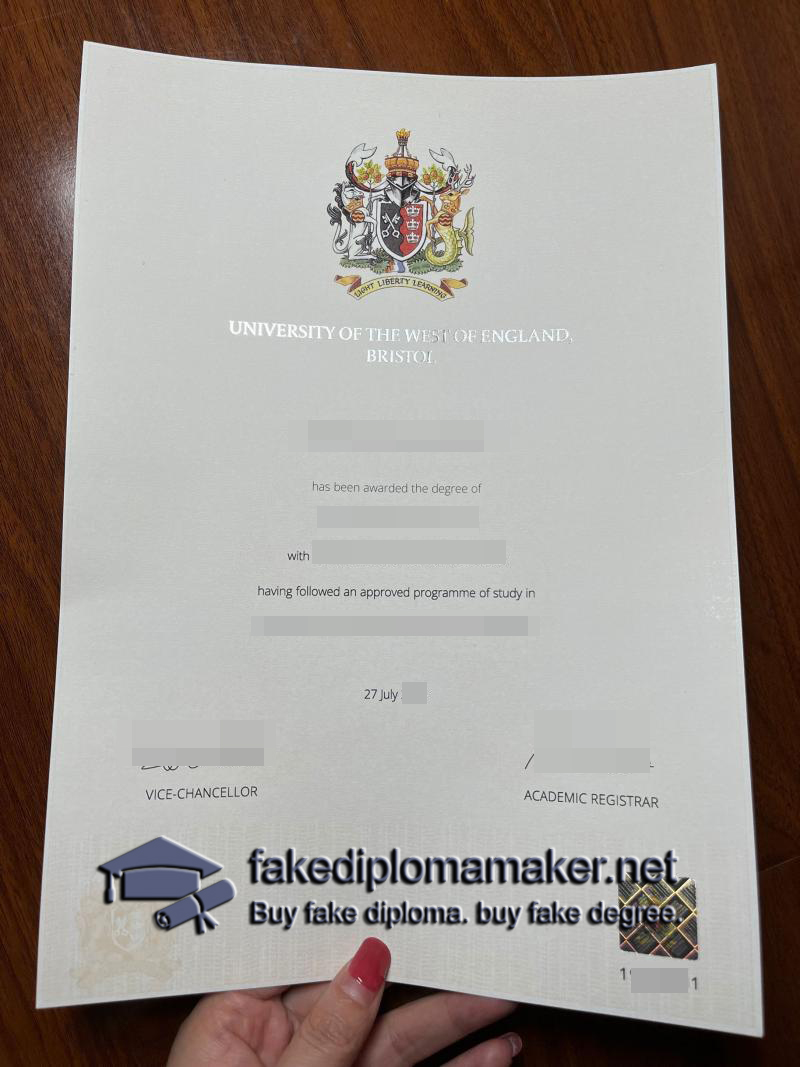 LIGHT LIBERTY LEARNING
UNIVERSITY OF THE WEST OF ENGLAND,
BRISTOL
has been awarded the degree of
with
having followed an approved programme of study in
27 July
VICE-CHANCELLOR
ACADEMIC REGISTRAR
fakediplomamaker.net
Buy fake diploma. buy fake degree.